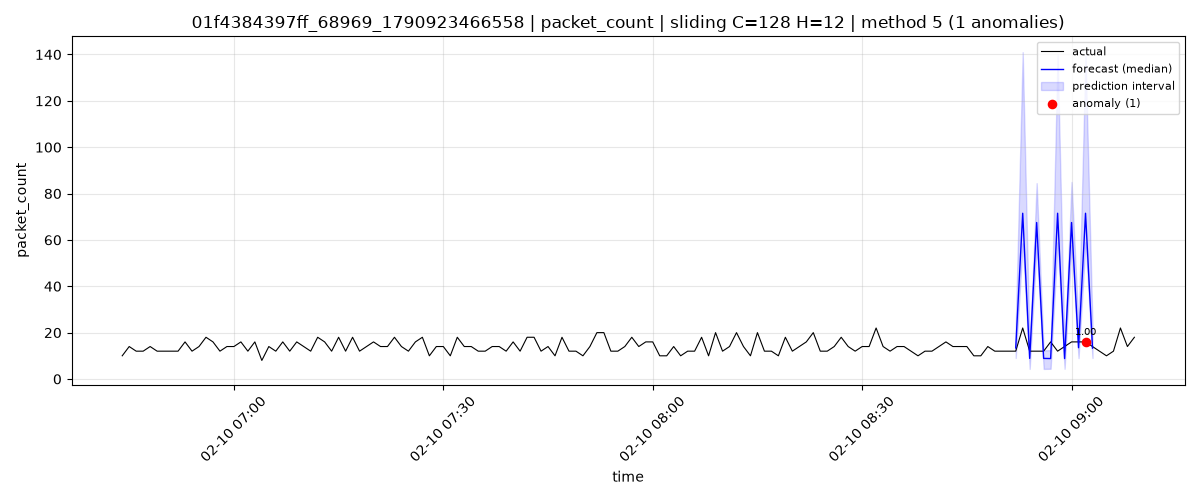 01f4384397ff_68969_1790923466558 | packet_count | sliding C=128 H=12 | method 5 (1 anomalies)
packet_count
140
120
100
80
60
40
20
0
actual
forecast (median)
prediction interval
anomaly (1)
1.00
02-10 07:00
02-10 07:30
02-10 08:00
02-10 08:30
02-10 09:00
time